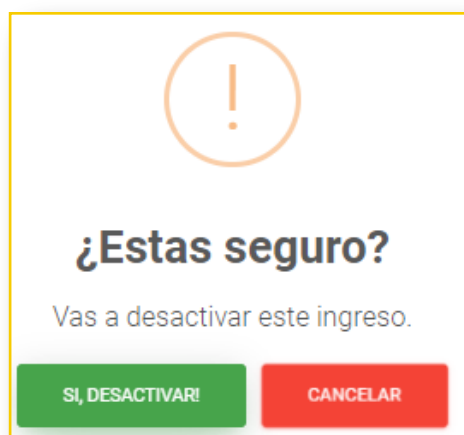 !
¿Estas seguro?
Vas a desactivar este ingreso.
SI, DESACTIVAR!
CANCELAR